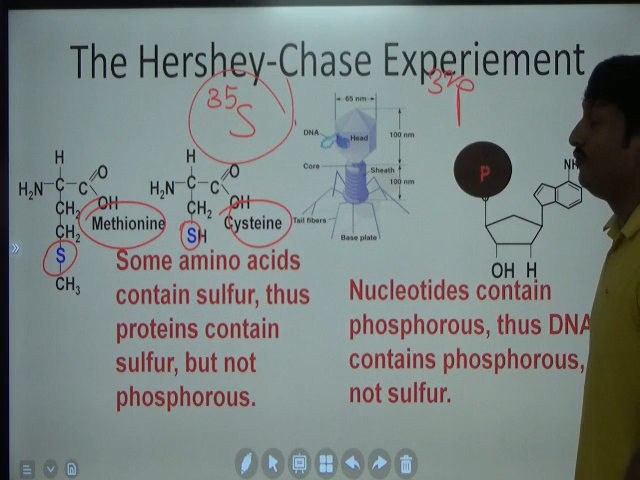 The Hershey-Chase Experiement
35
S
32
P
65 nm
DNA
Head
100 nm
Core
Sheath
100 nm
Tail fibers
Base plate
H
O
H₂N C C
OH
CH₂
CH₂
S
CH₃
Methionine
H
O
H₂N C C
OH
CH₂
SH
Cysteine
P
NH
OH H
Some amino acids
contain sulfur, thus
proteins contain
sulfur, but not
phosphorous.
Nucleotides contain
phosphorous, thus DNA
contains phosphorous,
not sulfur.